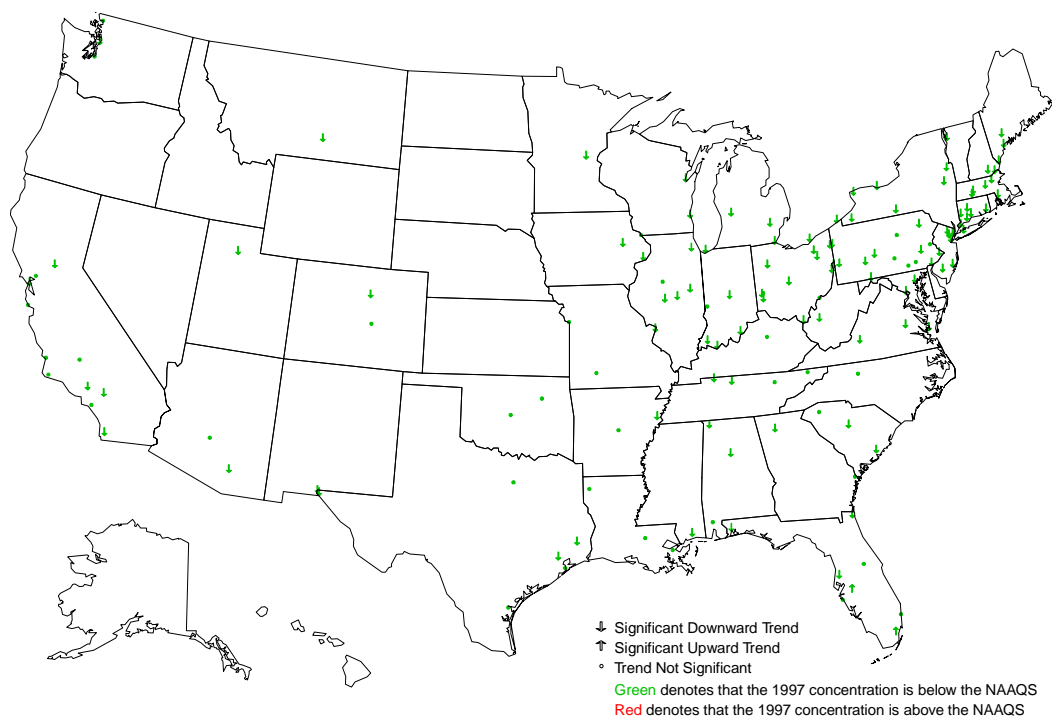 Significant Downward Trend
Significant Upward Trend
Trend Not Significant
Green denotes that the 1997 concentration is below the NAAQS
Red denotes that the 1997 concentration is above the NAAQS